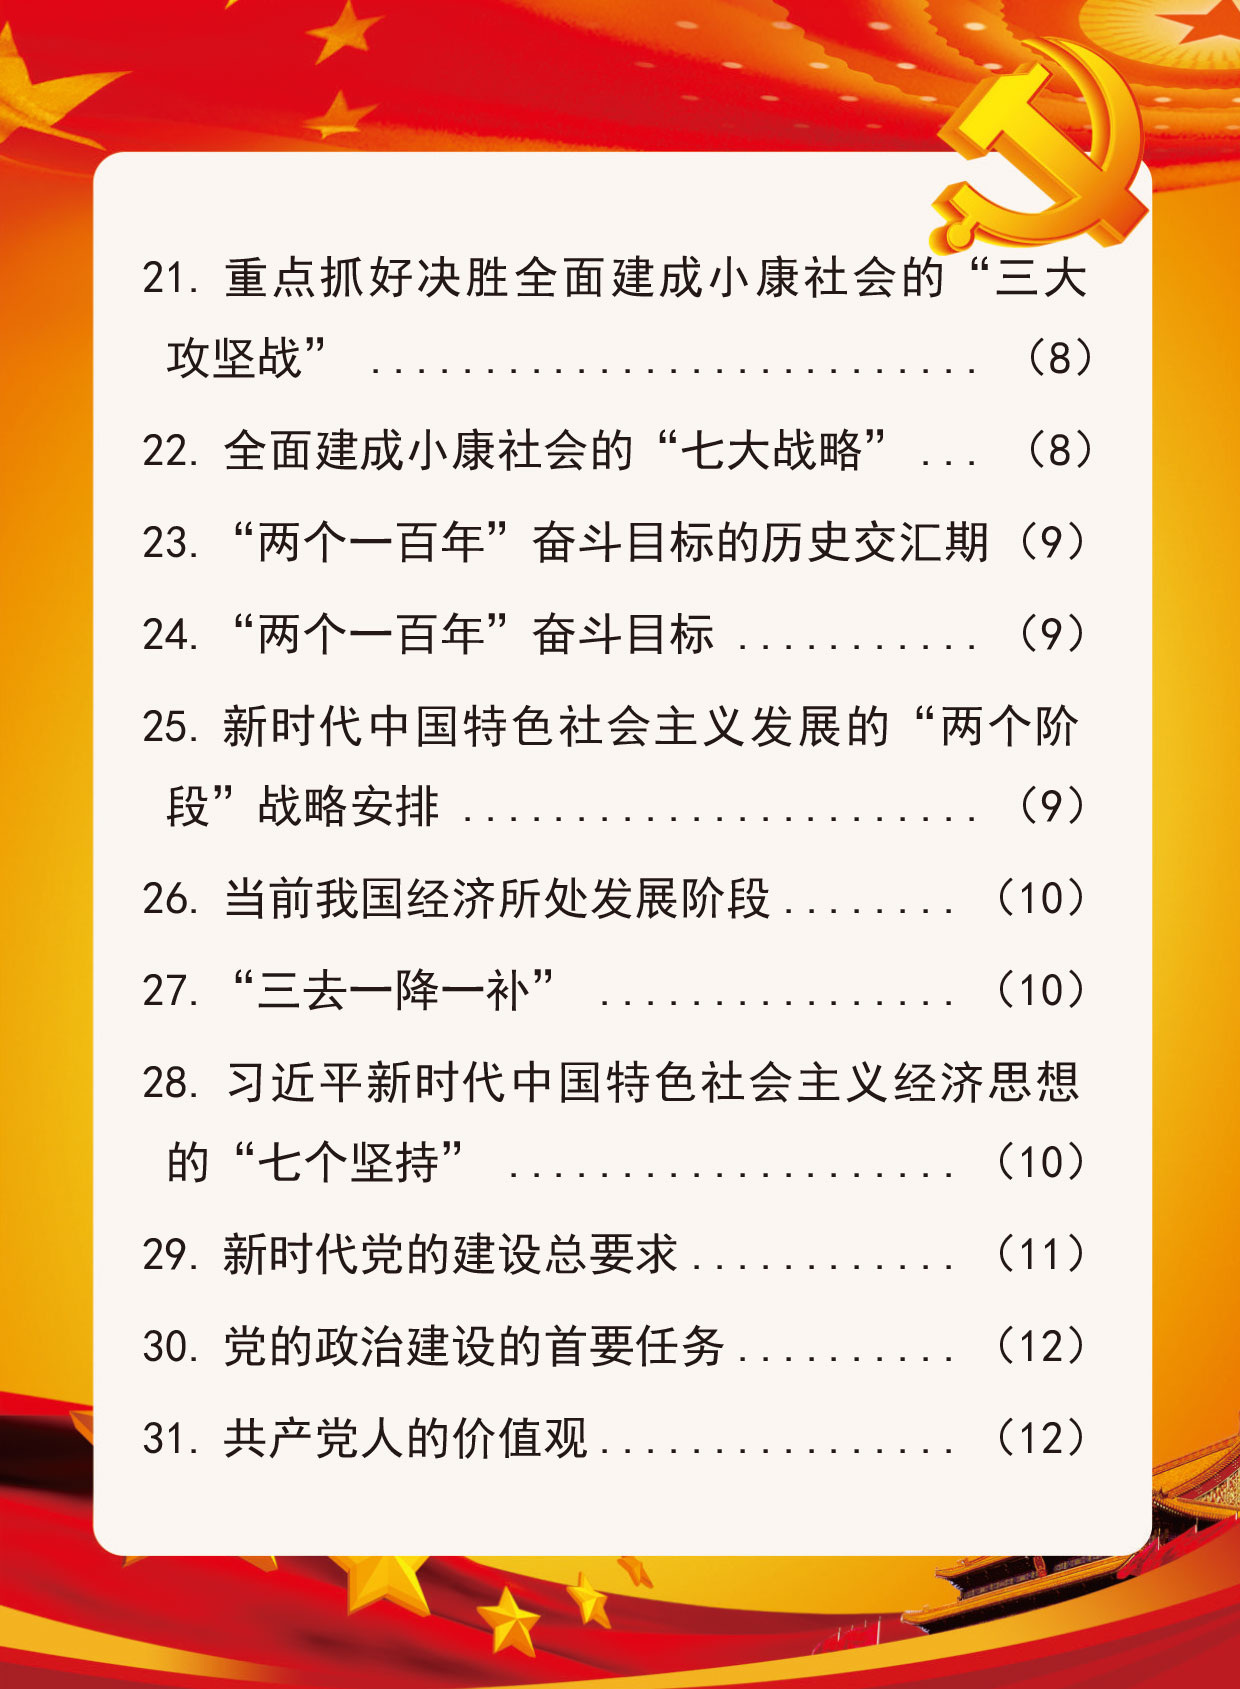 21. 重点抓好决胜全面建成小康社会的“三大
攻坚战” ........................... （8）
22. 全面建成小康社会的“七大战略” ... （8）
23. “两个一百年”奋斗目标的历史交汇期（9）
24. “两个一百年”奋斗目标 ........... （9）
25. 新时代中国特色社会主义发展的“两个阶
段”战略安排 ....................... （9）
26. 当前我国经济所处发展阶段........ （10）
27. “三去一降一补” ................ （10）
28. 习近平新时代中国特色社会主义经济思想
的“七个坚持” .................... （10）
29. 新时代党的建设总要求............ （11）
30. 党的政治建设的首要任务.......... （12）
31. 共产党人的价值观................ （12）